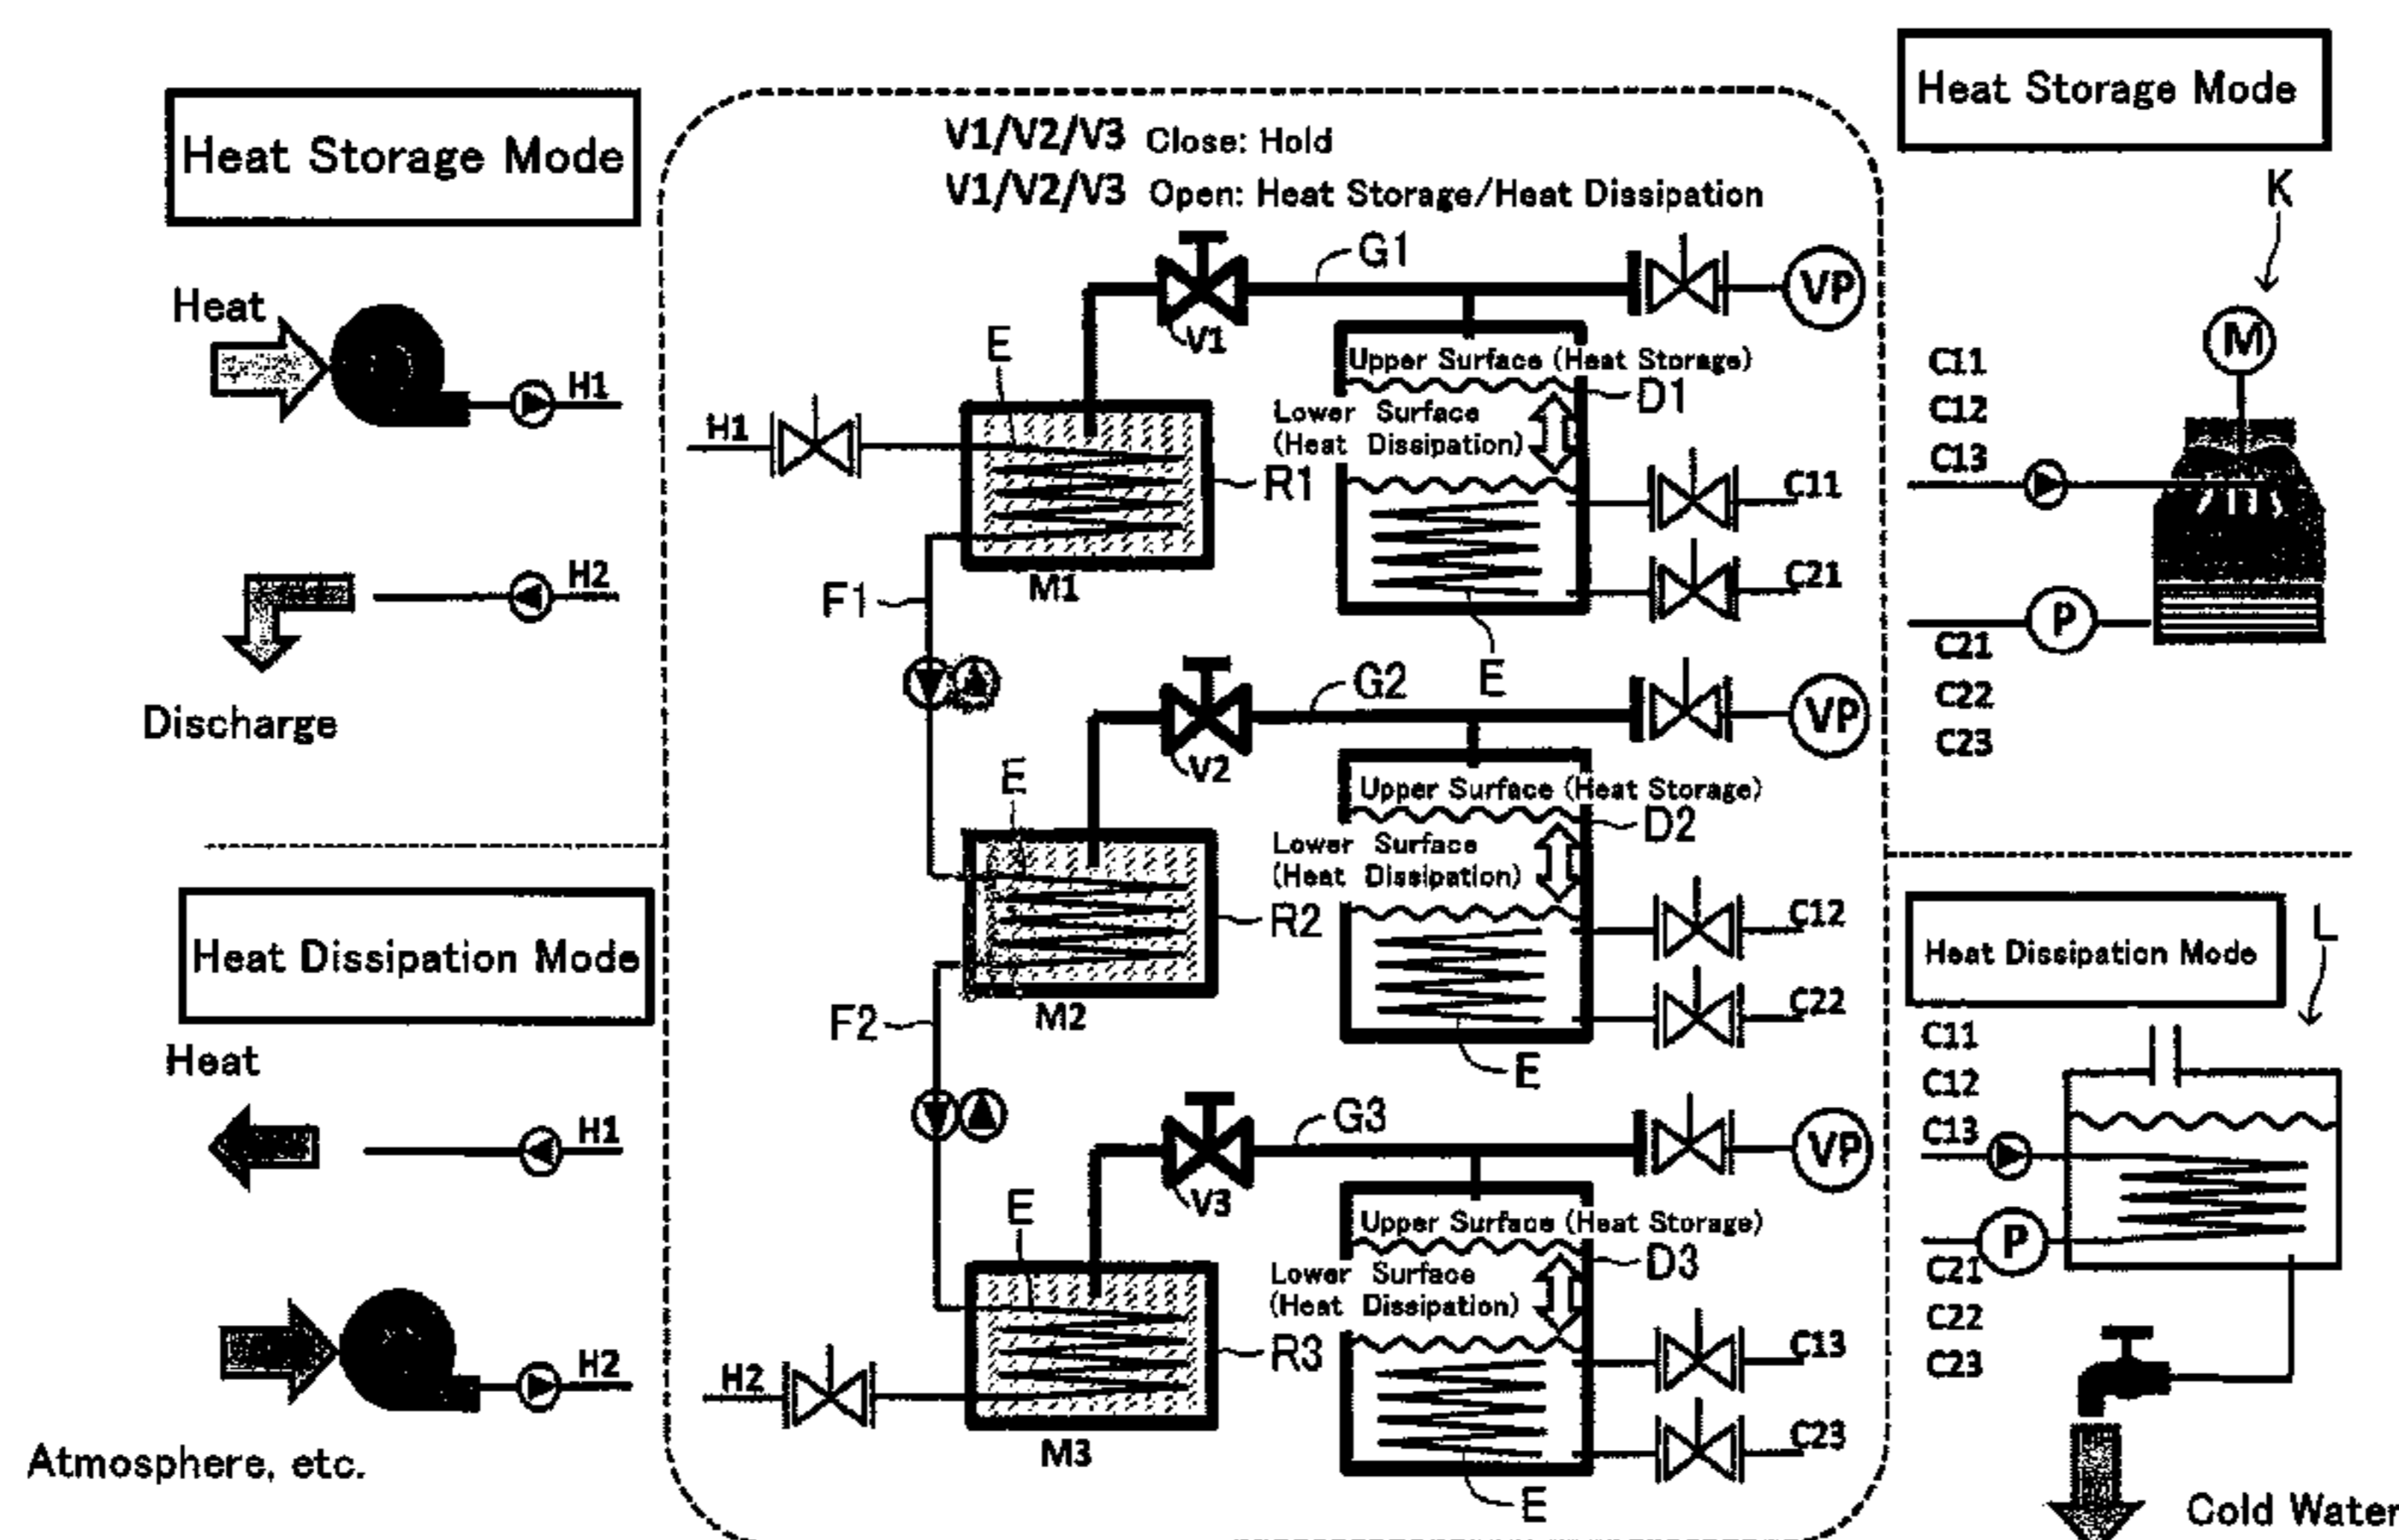 Heat Storage Mode
Heat
H1
H2
Discharge
Heat Dissipation Mode
Heat
H1
H2
Atmosphere, etc.
V1/V2/V3 Close: Hold
V1/V2/V3 Open: Heat Storage/Heat Dissipation
G1
VP
V1
E
Upper Surface (Heat Storage)
D1
Lower Surface
(Heat Dissipation)
H1
R1
C11
M1
C21
F1
E
G2
VP
V2
E
Upper Surface (Heat Storage)
D2
Lower Surface
(Heat Dissipation)
R2
C12
M2
C22
F2
E
G3
VP
V3
E
Upper Surface (Heat Storage)
D3
Lower Surface
(Heat Dissipation)
R3
C13
H2
M3
C23
E
Heat Storage Mode
K
M
C11
C12
C13
P
C21
C22
C23
Heat Dissipation Mode
L
C11
C12
C13
P
C21
C22
C23
Cold Water